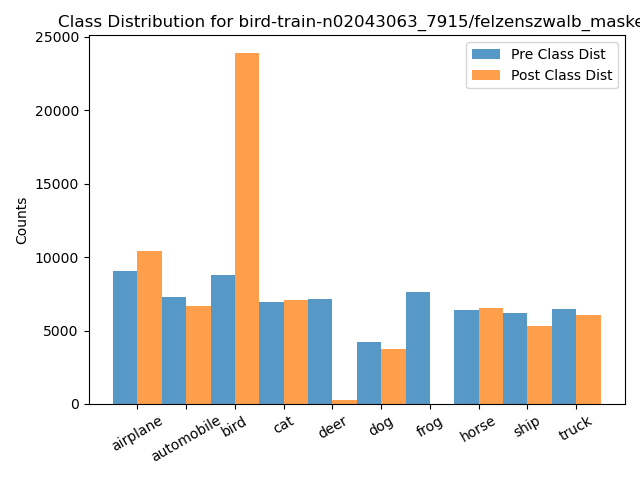 Class Distribution for bird-train-n02043063_7915/felzenszwalb_maske
Pre Class Dist
Post Class Dist
Counts
25000
20000
15000
10000
5000
0
airplane
automobile
bird
cat
deer
dog
frog
horse
ship
truck